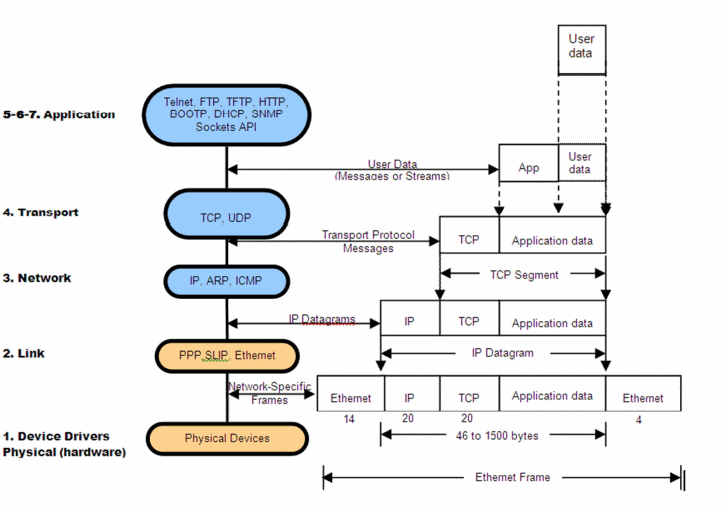 User
data
5-6-7. Application
Telnet, FTP, TFTP, HTTP,
BOOTP, DHCP, SNMP
Sockets API
User Data
(Messages or Streams)
App
User
data
4. Transport
TCP, UDP
Transport Protocol
Messages
TCP
Application data
TCP Segment
3. Network
IP, ARP, ICMP
IP Datagrams
IP
TCP
Application data
IP Datagram
2. Link
PPP,SLIP, Ethernet
Network-Specific
Frames
Ethernet
IP
TCP
Application data
Ethernet
14
20
20
4
46 to 1500 bytes
1. Device Drivers
Physical (hardware)
Physical Devices
Ethernet Frame